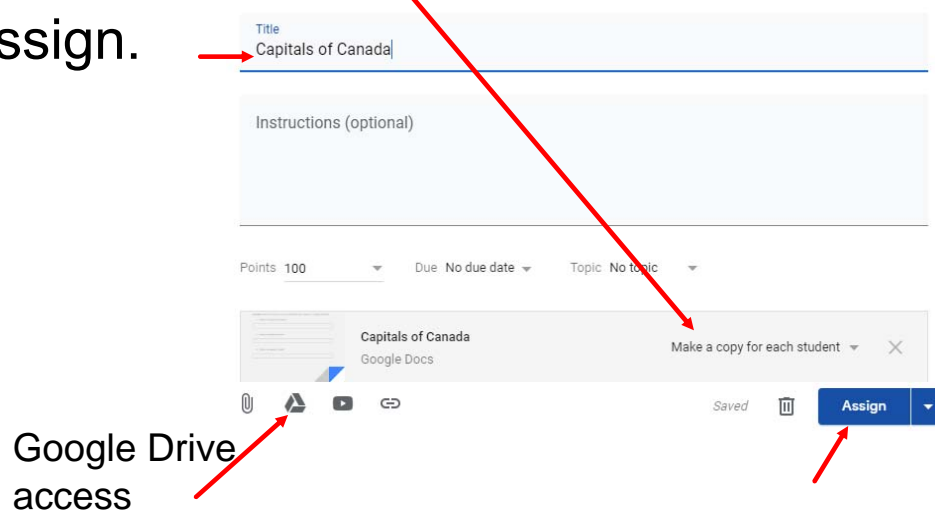 ssign.
Title
Capitals of Canada
Instructions (optional)
Points 100 Due No due date Topic No topic
Capitals of Canada
Google Docs
Make a copy for each student
Saved Assign
Google Drive
access